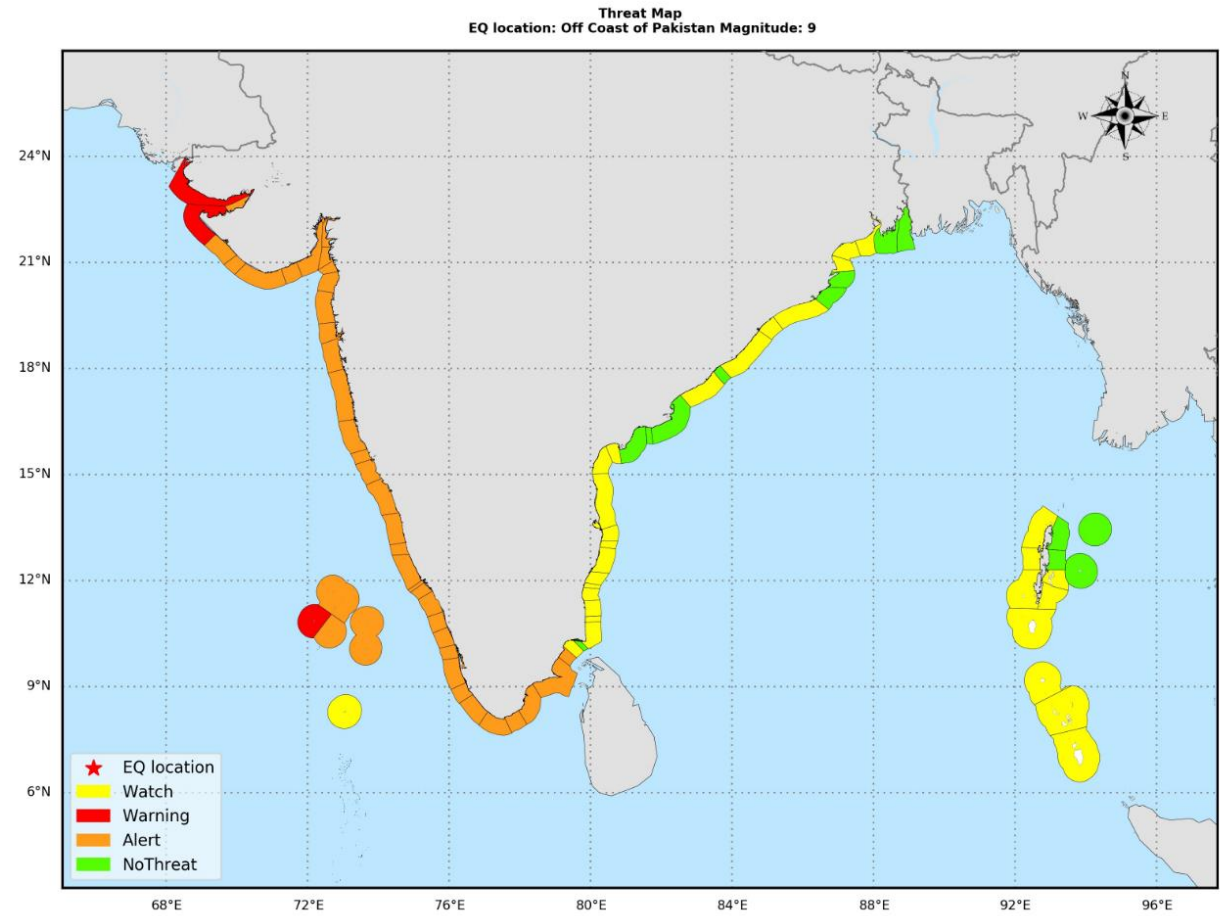 Threat Map
EQ location: Off Coast of Pakistan Magnitude: 9
N
W E
S
24°N
21°N
18°N
15°N
12°N
9°N
6°N
EQ location
Watch
Warning
Alert
NoThreat
68°E 72°E 76°E 80°E 84°E 88°E 92°E 96°E